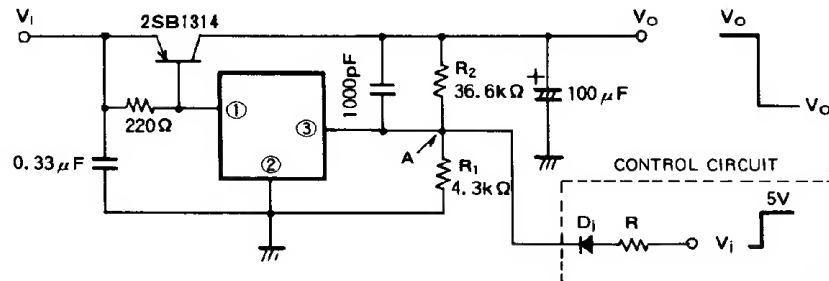 2SB1314
VI
VO
VO
VO
1000pF
R2
36.6kΩ
100μF
+
220Ω
①
③
②
0.33μF
A
R1
4.3kΩ
CONTROL CIRCUIT
5V
Di
R
Vi